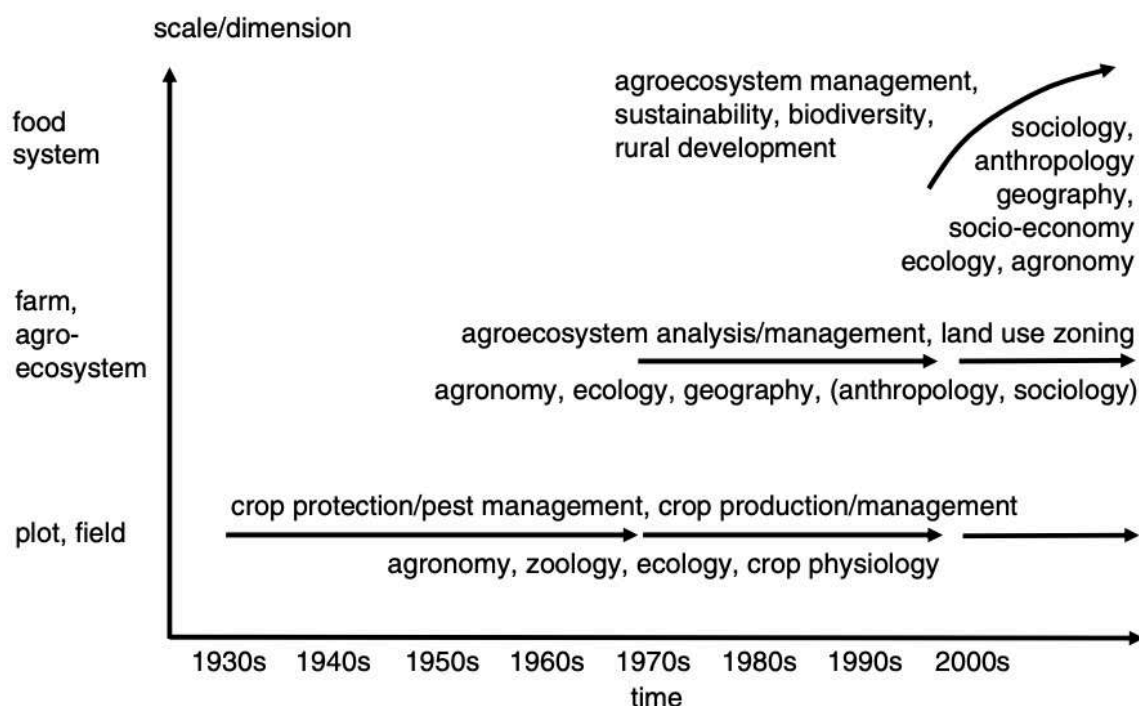 scale/dimension
food
system
agroecosystem management,
sustainability, biodiversity,
rural development
sociology,
anthropology
geography,
socio-economy
ecology, agronomy
farm,
agro-
ecosystem
agroecosystem analysis/management, land use zoning
agronomy, ecology, geography, (anthropology, sociology)
plot, field
crop protection/pest management, crop production/management
agronomy, zoology, ecology, crop physiology
1930s 1940s 1950s 1960s 1970s 1980s 1990s 2000s
time